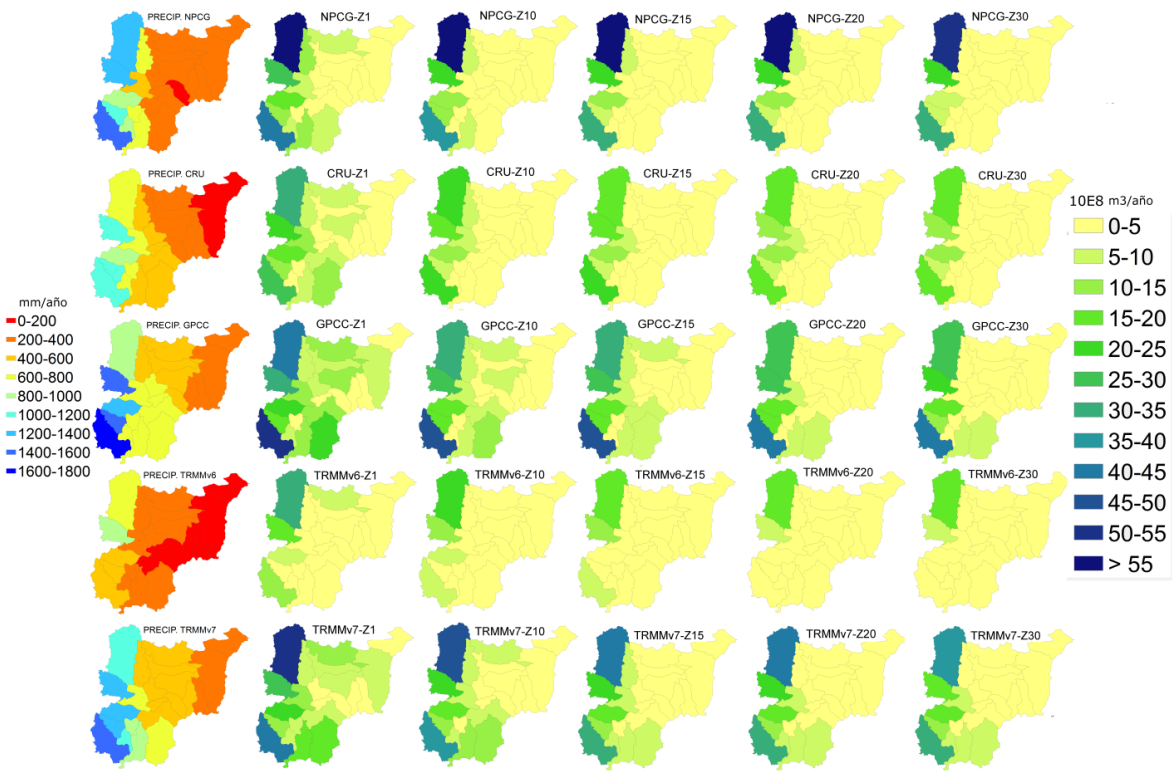 PRECIP. NPCG
NPCG-Z1
NPCG-Z10
NPCG-Z15
NPCG-Z20
NPCG-Z30
PRECIP. CRU
CRU-Z1
CRU-Z10
CRU-Z15
CRU-Z20
CRU-Z30
PRECIP. GPCC
GPCC-Z1
GPCC-Z10
GPCC-Z15
GPCC-Z20
GPCC-Z30
PRECIP. TRMMv6
TRMMv6-Z1
TRMMv6-Z10
TRMMv6-Z15
TRMMv6-Z20
TRMMv6-Z30
PRECIP. TRMMv7
TRMMv7-Z1
TRMMv7-Z10
TRMMv7-Z15
TRMMv7-Z20
TRMMv7-Z30
mm/año
0-200
200-400
400-600
600-800
800-1000
1000-1200
1200-1400
1400-1600
1600-1800
10E8 m3/año
0-5
5-10
10-15
15-20
20-25
25-30
30-35
35-40
40-45
45-50
50-55
> 55